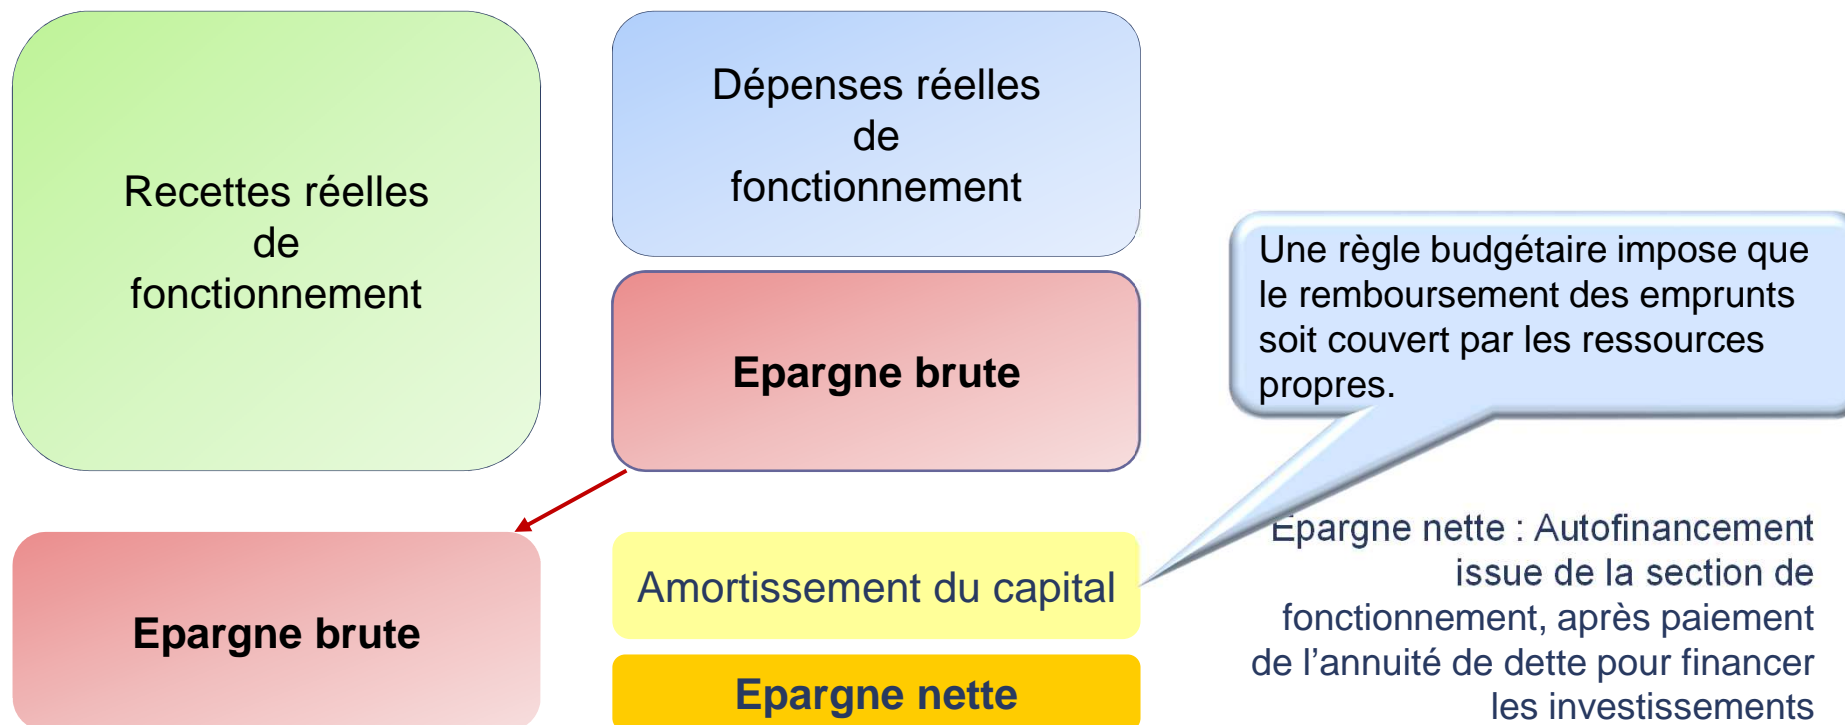 Recettes réelles
de
fonctionnement
Dépenses réelles
de
fonctionnement
Epargne brute
Une règle budgétaire impose que
le remboursement des emprunts
soit couvert par les ressources
propres.
Epargne brute
Amortissement du capital
Epargne nette
Epargne nette : Autofinancement
issue de la section de
fonctionnement, après paiement
de l’annuité de dette pour financer
les investissements